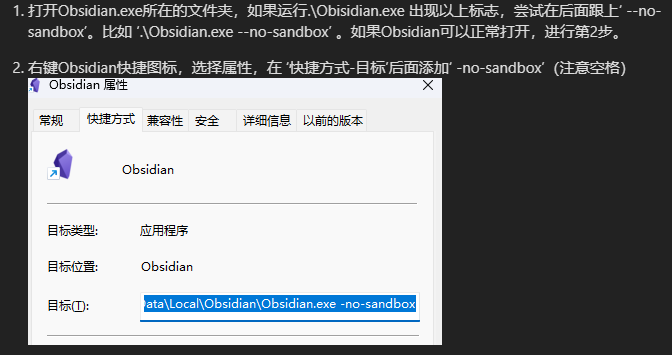 1. 打开Obsidian.exe所在的文件夹，如果运行.\Obisidian.exe 出现以上标志，尝试在后面跟上‘ --no-
sandbox’。比如 ‘.\Obsidian.exe --no-sandbox’ 。如果Obsidian可以正常打开，进行第2步。
2. 右键Obsidian快捷图标，选择属性，在 ‘快捷方式-目标’后面添加‘ -no-sandbox’（注意空格）
Obsidian 属性
常规 快捷方式 兼容性 安全 详细信息 以前的版本
Obsidian
目标类型: 应用程序
目标位置: Obsidian
目标(T): Data\Local\Obsidian\Obsidian.exe -no-sandbox